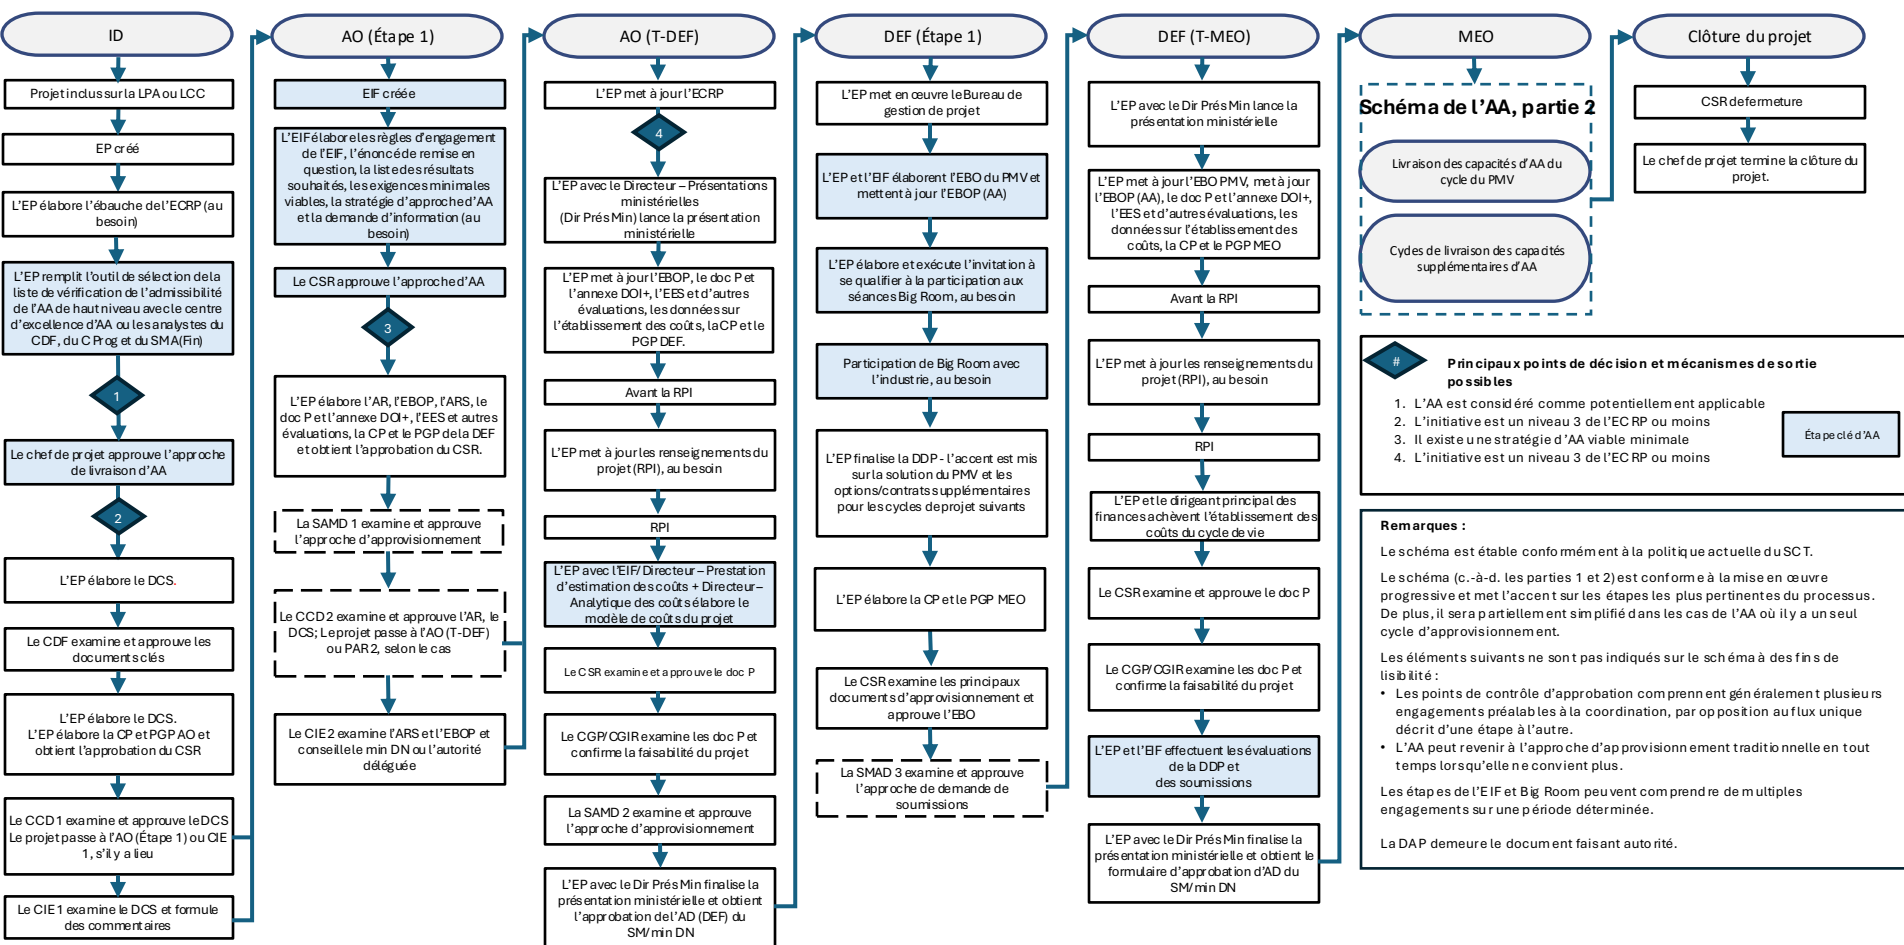 ID
Projet inclus sur la LPA ou LCC
EP créé
L'EP élabore l'ébauche de l'ECRP (au
besoin)
L'EP remplit l'outil de sélection de la
liste de vérification de l'admissibilité
de l'AA de haut niveau avec le centre
d'excellence d'AA ou les analystes du
CDF, du C Prog et du SMA(Fin)
1
Le chef de projet approuve l'approche
de livraison d'AA
2
L'EP élabore le DCS.
Le CDF examine et approuve les
documents clés
L'EP élabore le DCS.
L'EP élabore la CP et PGP AO et
obtient l'approbation du CSR
Le CCD 1 examine et approuve le DCS
Le projet passe à l'AO (Étape 1) ou CIE
1, s'il y a lieu
Le CIE 1 examine le DCS et formule
des commentaires
AO (Étape 1)
EIF créée
L'EIF élabore les règles d'engagement
de l'EIF, l'énoncé de remise en
question, la liste des résultats
souhaités, les exigences minimales
viables, la stratégie d'approche d'AA
et la demande d'information (au
besoin)
Le CSR approuve l'approche d'AA
3
L'EP élabore l'AR, l'EBOP, l'ARS, le
doc P et l'annexe DOI+, l'EES et autres
évaluations, la CP et le PGP de la DEF
et obtient l'approbation du CSR.
La SAMD 1 examine et approuve
l'approche d'approvisionnement
Le CCD 2 examine et approuve l'AR, le
DCS; Le projet passe à l'AO (T-DEF)
ou PAR 2, selon le cas
Le CIE 2 examine l'ARS et l'EBOP et
conseille le min DN ou l'autorité
déléguée
AO (T-DEF)
L'EP met à jour l'ECRP
4
L'EP avec le Directeur – Présentations
ministérielles
(Dir Prés Min) lance la présentation
ministérielle
L'EP met à jour l'EBOP, le doc P et
l'annexe DOI+, l'EES et d'autres
évaluations, les données sur
l'établissement des coûts, la CP et le
PGP DEF.
Avant la RPI
L'EP met à jour les renseignements du
projet (RPI), au besoin
RPI
L'EP avec l'EIF/Directeur – Prestation
d'estimation des coûts + Directeur –
Analytique des coûts élabore le
modèle de coûts du projet
Le CSR examine et approuve le doc P
Le CGP/CGIR examine les doc P et
confirme la faisabilité du projet
La SAMD 2 examine et approuve
l'approche d'approvisionnement
L'EP avec le Dir Prés Min finalise la
présentation ministérielle et obtient
l'approbation de l'AD (DEF) du
SM/min DN
DEF (Étape 1)
L'EP met en œuvre le Bureau de
gestion de projet
L'EP et l'EIF élaborent l'EBO du PMV et
mettent à jour l'EBOP (AA)
L'EP élabore et exécute l'invitation à
se qualifier à la participation aux
séances Big Room, au besoin
Participation de Big Room avec
l'industrie, au besoin
L'EP finalise la DDP - l'accent est mis
sur la solution du PMV et les
options/contrats supplémentaires
pour les cycles de projet suivants
L'EP élabore la CP et le PGP MEO
Le CSR examine les principaux
documents d'approvisionnement et
approuve l'EBO
La SMAD 3 examine et approuve
l'approche de demande de
soumissions
DEF (T-MEO)
L'EP avec le Dir Prés Min lance la
présentation ministérielle
L'EP met à jour l'EBO PMV, met à jour
l'EBOP (AA), le doc P et l'annexe DOI+,
l'EES et d'autres évaluations, les
données sur l'établissement des
coûts, la CP et le PGP MEO
Avant la RPI
L'EP met à jour les renseignements du
projet (RPI), au besoin
RPI
L'EP et le dirigeant principal des
finances achèvent l'établissement des
coûts du cycle de vie
Le CSR examine et approuve le doc P
Le CGP/CGIR examine les doc P et
confirme la faisabilité du projet
L'EP et l'EIF effectuent les évaluations
de la DDP et
des soumissions
L'EP avec le Dir Prés Min finalise la
présentation ministérielle et obtient le
formulaire d'approbation d'AD du
SM/min DN
MEO
Schéma de l'AA, partie 2
Livraison des capacités d'AA du
cycle du PMV
Cycles de livraison des capacités
supplémentaires d'AA
Clôture du projet
CSR de fermeture
Le chef de projet termine la clôture du
projet.
#
Principaux points de décision et mécanismes de sortie
possibles
1. L'AA est considéré comme potentiellement applicable
2. L'initiative est un niveau 3 de l'ECRP ou moins
3. Il existe une stratégie d'AA viable minimale
4. L'initiative est un niveau 3 de l'ECRP ou moins
Étape clé d'AA
Remarques :
Le schéma est étable conformément à la politique actuelle du SCT.
Le schéma (c.-à-d. les parties 1 et 2) est conforme à la mise en œuvre
progressive et met l'accent sur les étapes les plus pertinentes du processus.
De plus, il sera partiellement simplifié dans les cas de l'AA où il y a un seul
cycle d'approvisionnement.
Les éléments suivants ne sont pas indiqués sur le schéma à des fins de
lisibilité :
• Les points de contrôle d'approbation comprennent généralement plusieurs
engagements préalables à la coordination, par opposition au flux unique
décrit d'une étape à l'autre.
• L'AA peut revenir à l'approche d'approvisionnement traditionnelle en tout
temps lorsqu'elle ne convient plus.
Les étapes de l'EIF et Big Room peuvent comprendre de multiples
engagements sur une période déterminée.
La DAP demeure le document faisant autorité.